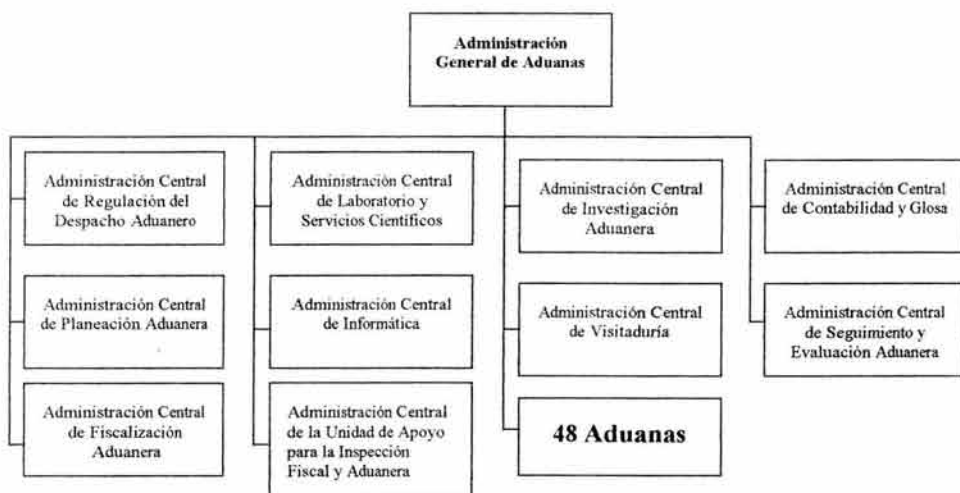 Administración
General de Aduanas
Administración Central
de Regulación del
Despacho Aduanero
Administración Central
de Laboratorio y
Servicios Científicos
Administración Central
de Investigación
Aduanera
Administración Central
de Contabilidad y Glosa
Administración Central
de Planeación Aduanera
Administración Central
de Informática
Administración Central
de Visitaduría
Administración Central
de Seguimiento y
Evaluación Aduanera
Administración Central
de Fiscalización
Aduanera
Administración Central
de la Unidad de Apoyo
para la Inspección
Fiscal y Aduanera
48 Aduanas